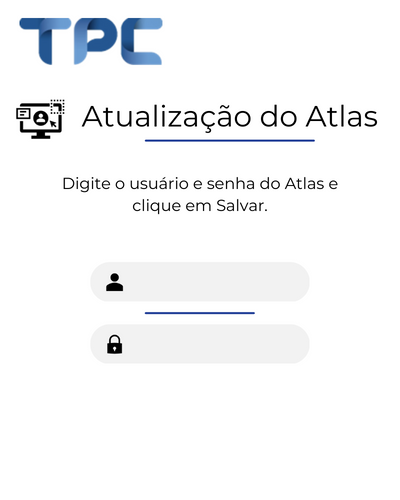 TPC
Atualização do Atlas
Digite o usuário e senha do Atlas e
clique em Salvar.